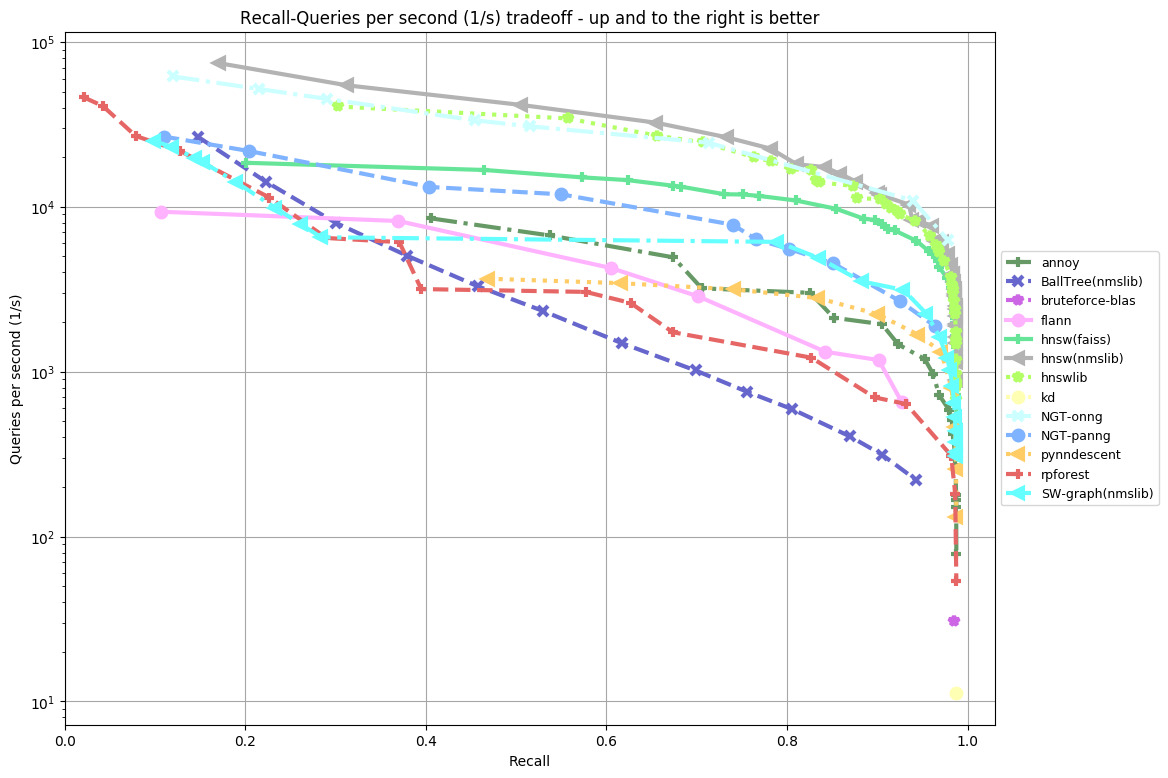 Recall-Queries per second (1/s) tradeoff - up and to the right is better
Queries per second (1/s)
10^5
10^4
10^3
10^2
10^1
0.0 0.2 0.4 0.6 0.8 1.0
Recall
annoy
BallTree(nmslib)
bruteforce-blas
flann
hnsw(faiss)
hnsw(nmslib)
hnswlib
kd
NGT-onng
NGT-panng
pynndescent
rpforest
SW-graph(nmslib)